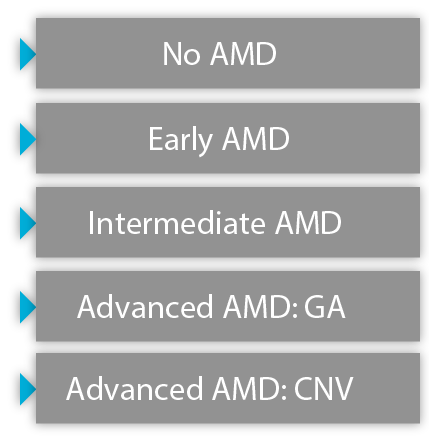 No AMD
Early AMD
Intermediate AMD
Advanced AMD: GA
Advanced AMD: CNV